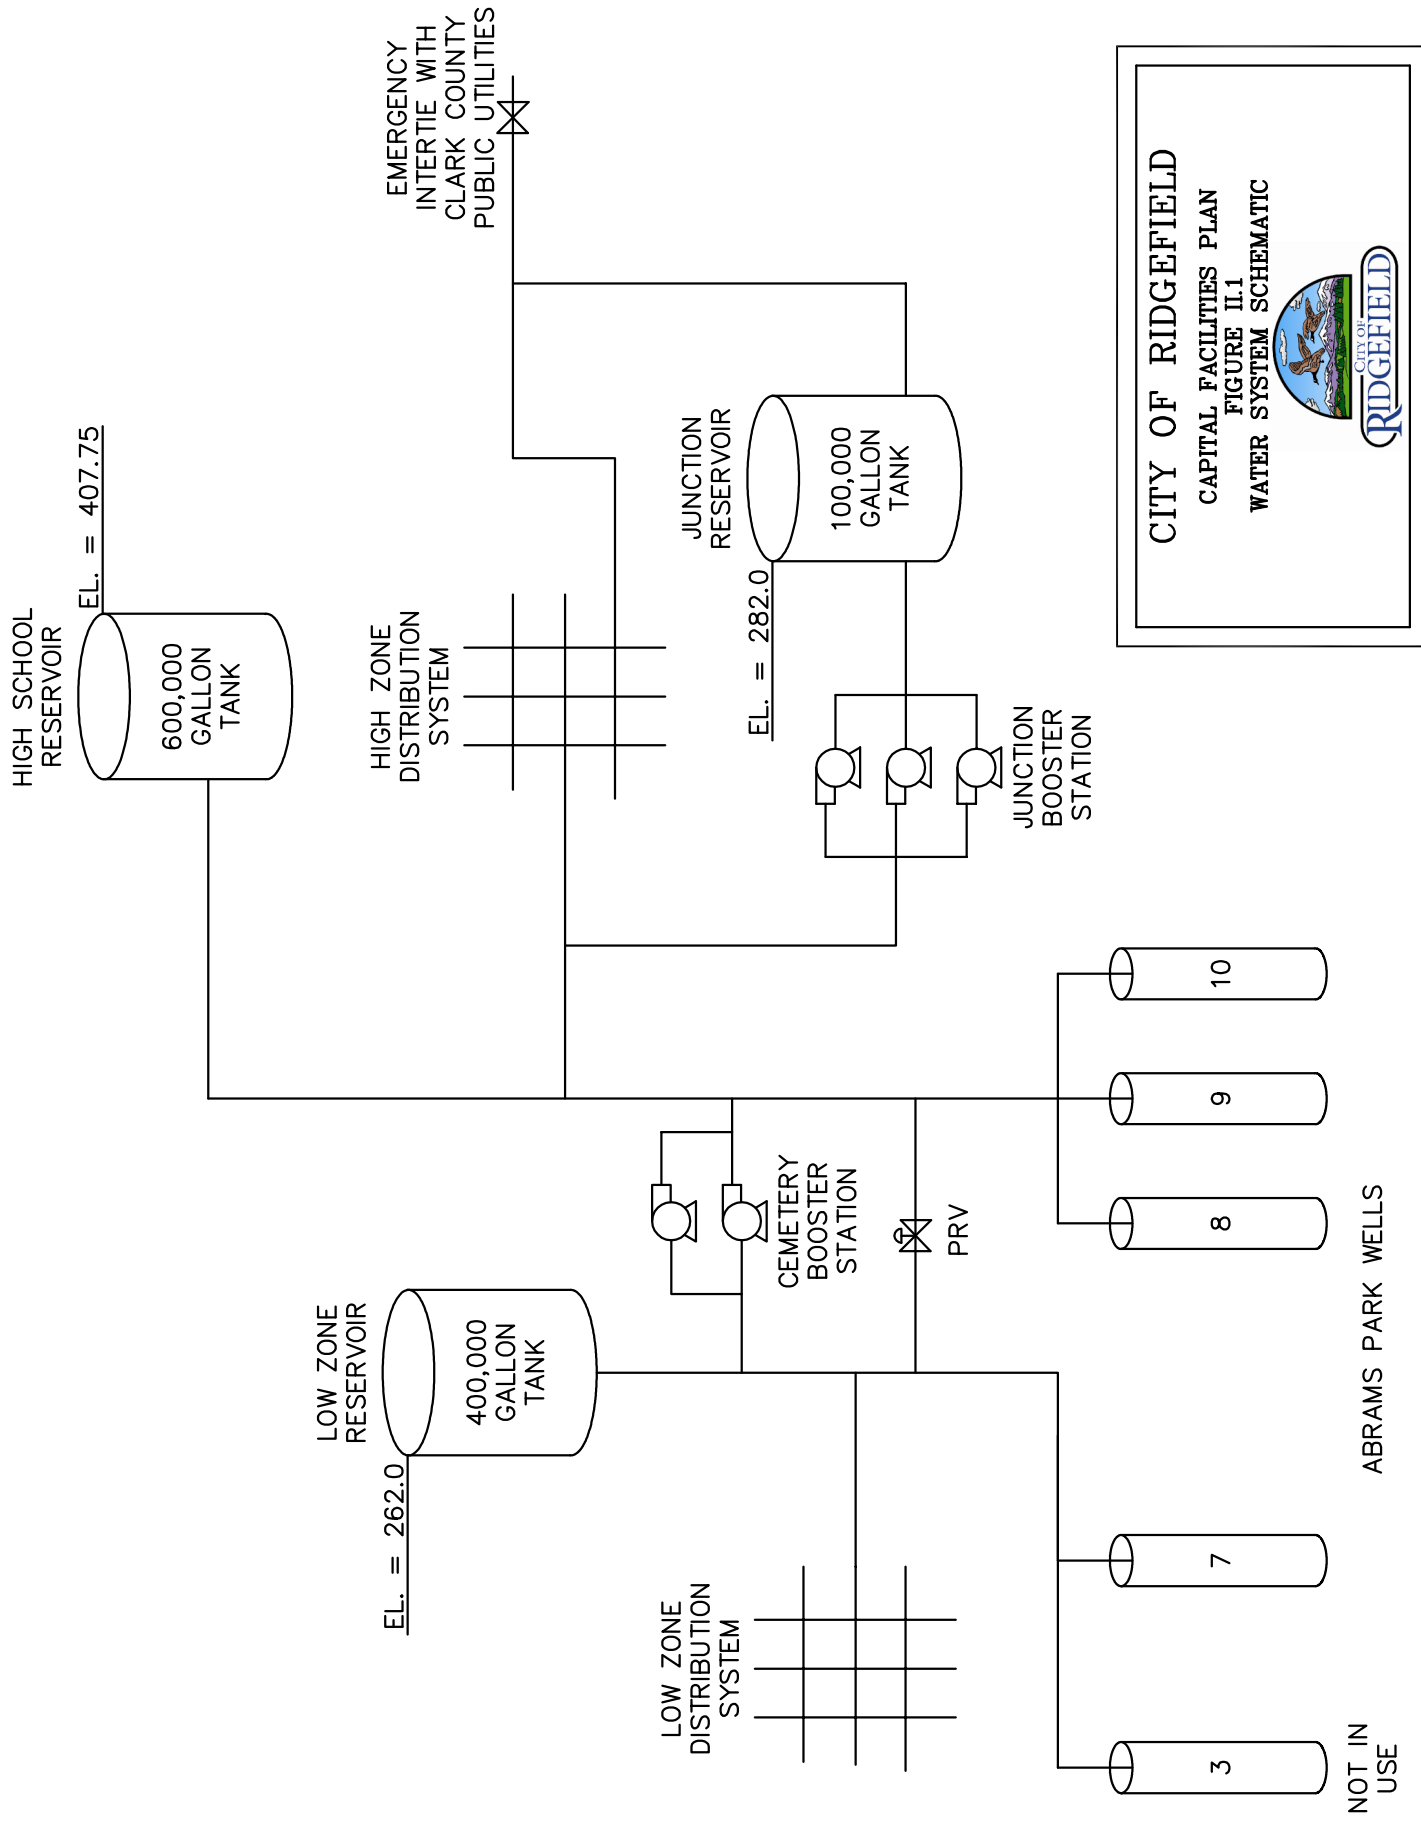 HIGH SCHOOL
RESERVOIR
EL. = 407.75
600,000
GALLON
TANK
EMERGENCY
INTERTIE WITH
CLARK COUNTY
PUBLIC UTILITIES
LOW ZONE
RESERVOIR
EL. = 262.0
400,000
GALLON
TANK
HIGH ZONE
DISTRIBUTION
SYSTEM
JUNCTION
RESERVOIR
EL. = 282.0
100,000
GALLON
TANK
LOW ZONE
DISTRIBUTION
SYSTEM
CEMETERY
BOOSTER
STATION
PRV
JUNCTION
BOOSTER
STATION
3
7
8
9
10
NOT IN
USE
ABRAMS PARK WELLS
CITY OF RIDGEFIELD
CAPITAL FACILITIES PLAN
FIGURE II.1
WATER SYSTEM SCHEMATIC
CITY OF
RIDGEFIELD